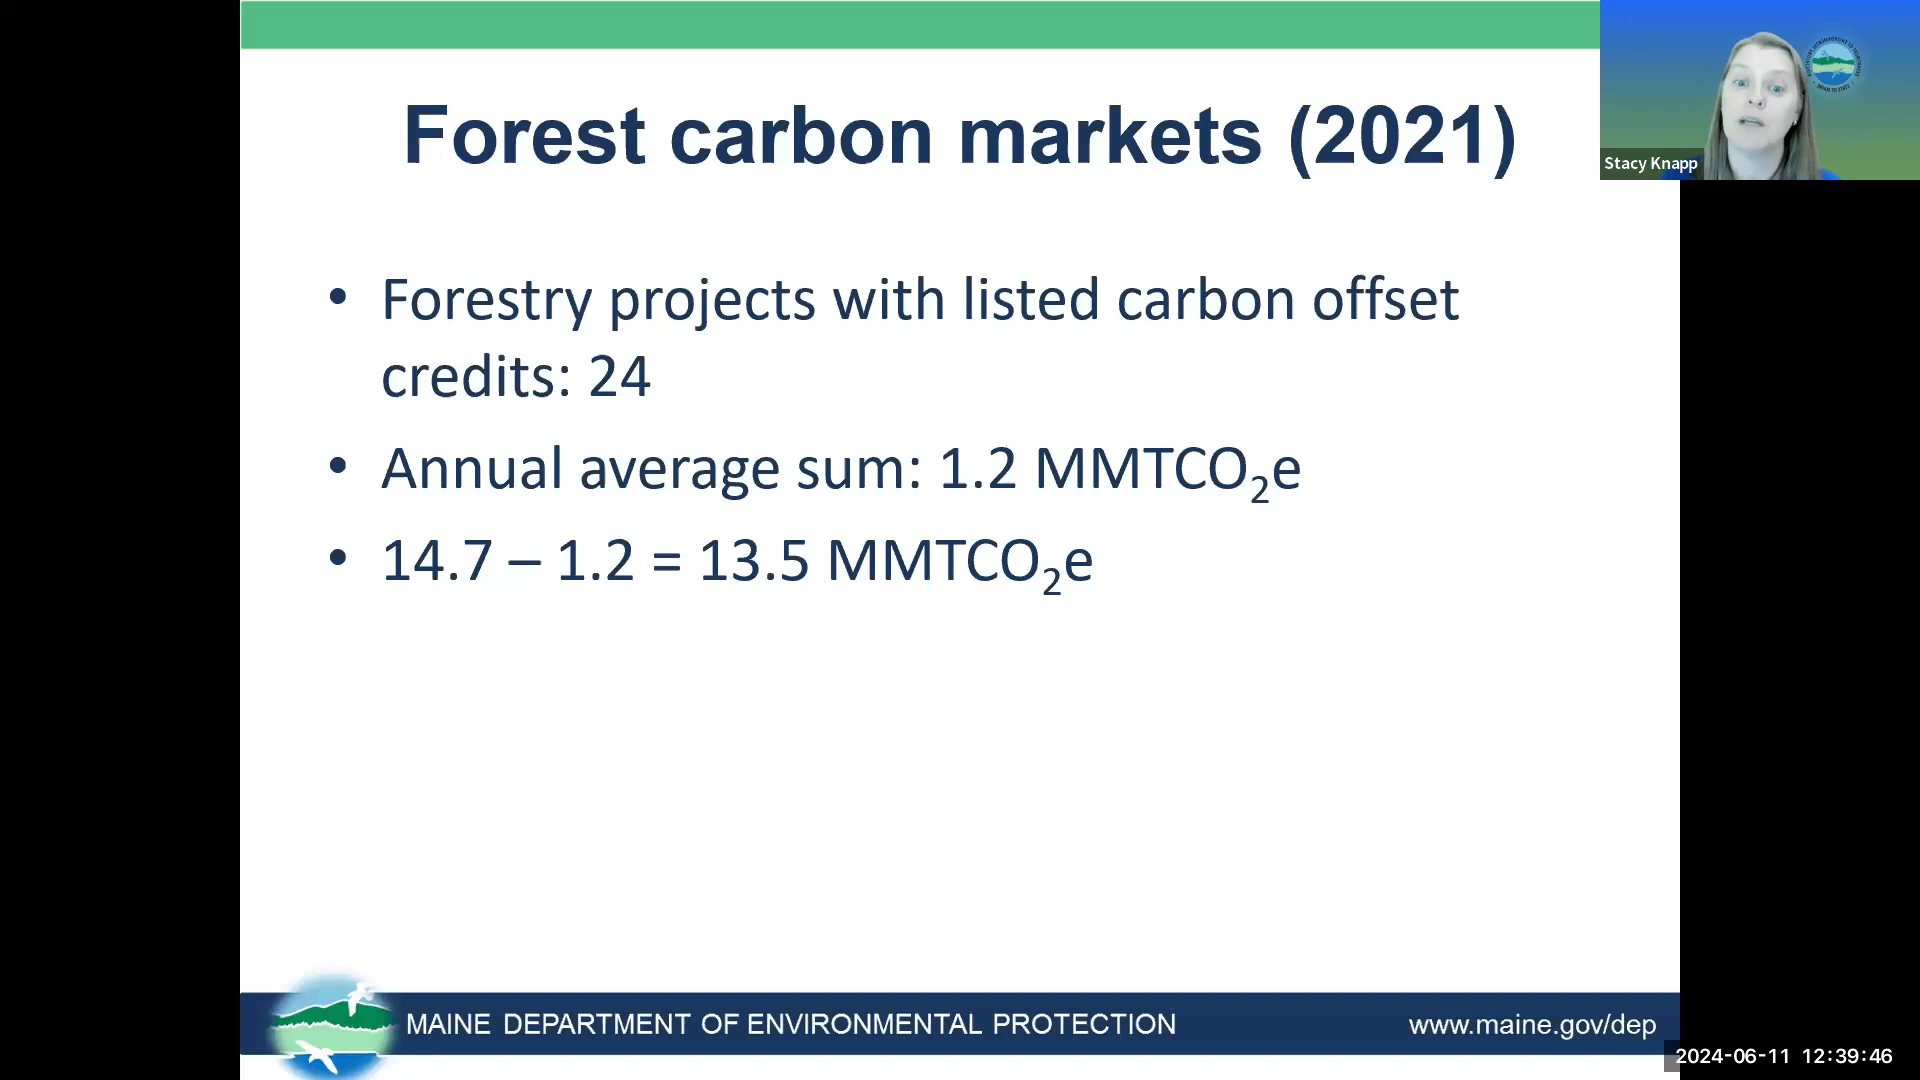 Forest carbon markets (2021)
Stacy Knapp
• Forestry projects with listed carbon offset
credits: 24
• Annual average sum: 1.2 MMTCO₂e
• 14.7 – 1.2 = 13.5 MMTCO₂e
MAINE DEPARTMENT OF ENVIRONMENTAL PROTECTION
www.maine.gov/dep
2024-06-11 12:39:46